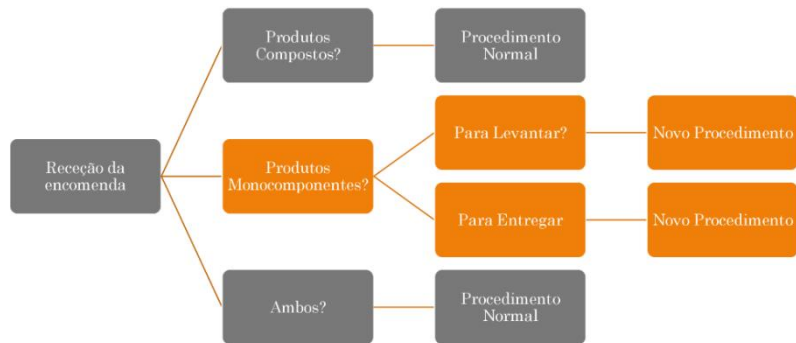 Produtos
Compostos?
Procedimento
Normal
Receção da
encomenda
Produtos
Monocomponentes?
Para Levantar?
Novo Procedimento
Para Entregar
Novo Procedimento
Ambos?
Procedimento
Normal